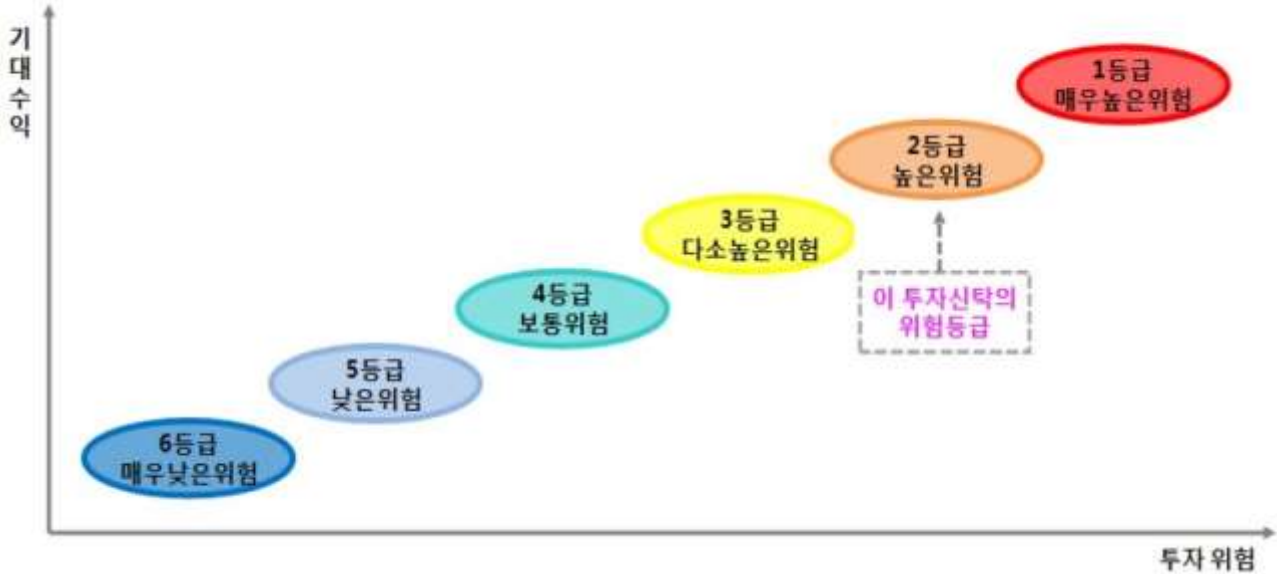 기대수익
1등급
매우높은위험
2등급
높은위험
3등급
다소높은위험
4등급
보통위험
이 투자신탁의
위험등급
5등급
낮은위험
6등급
매우낮은위험
투자 위험